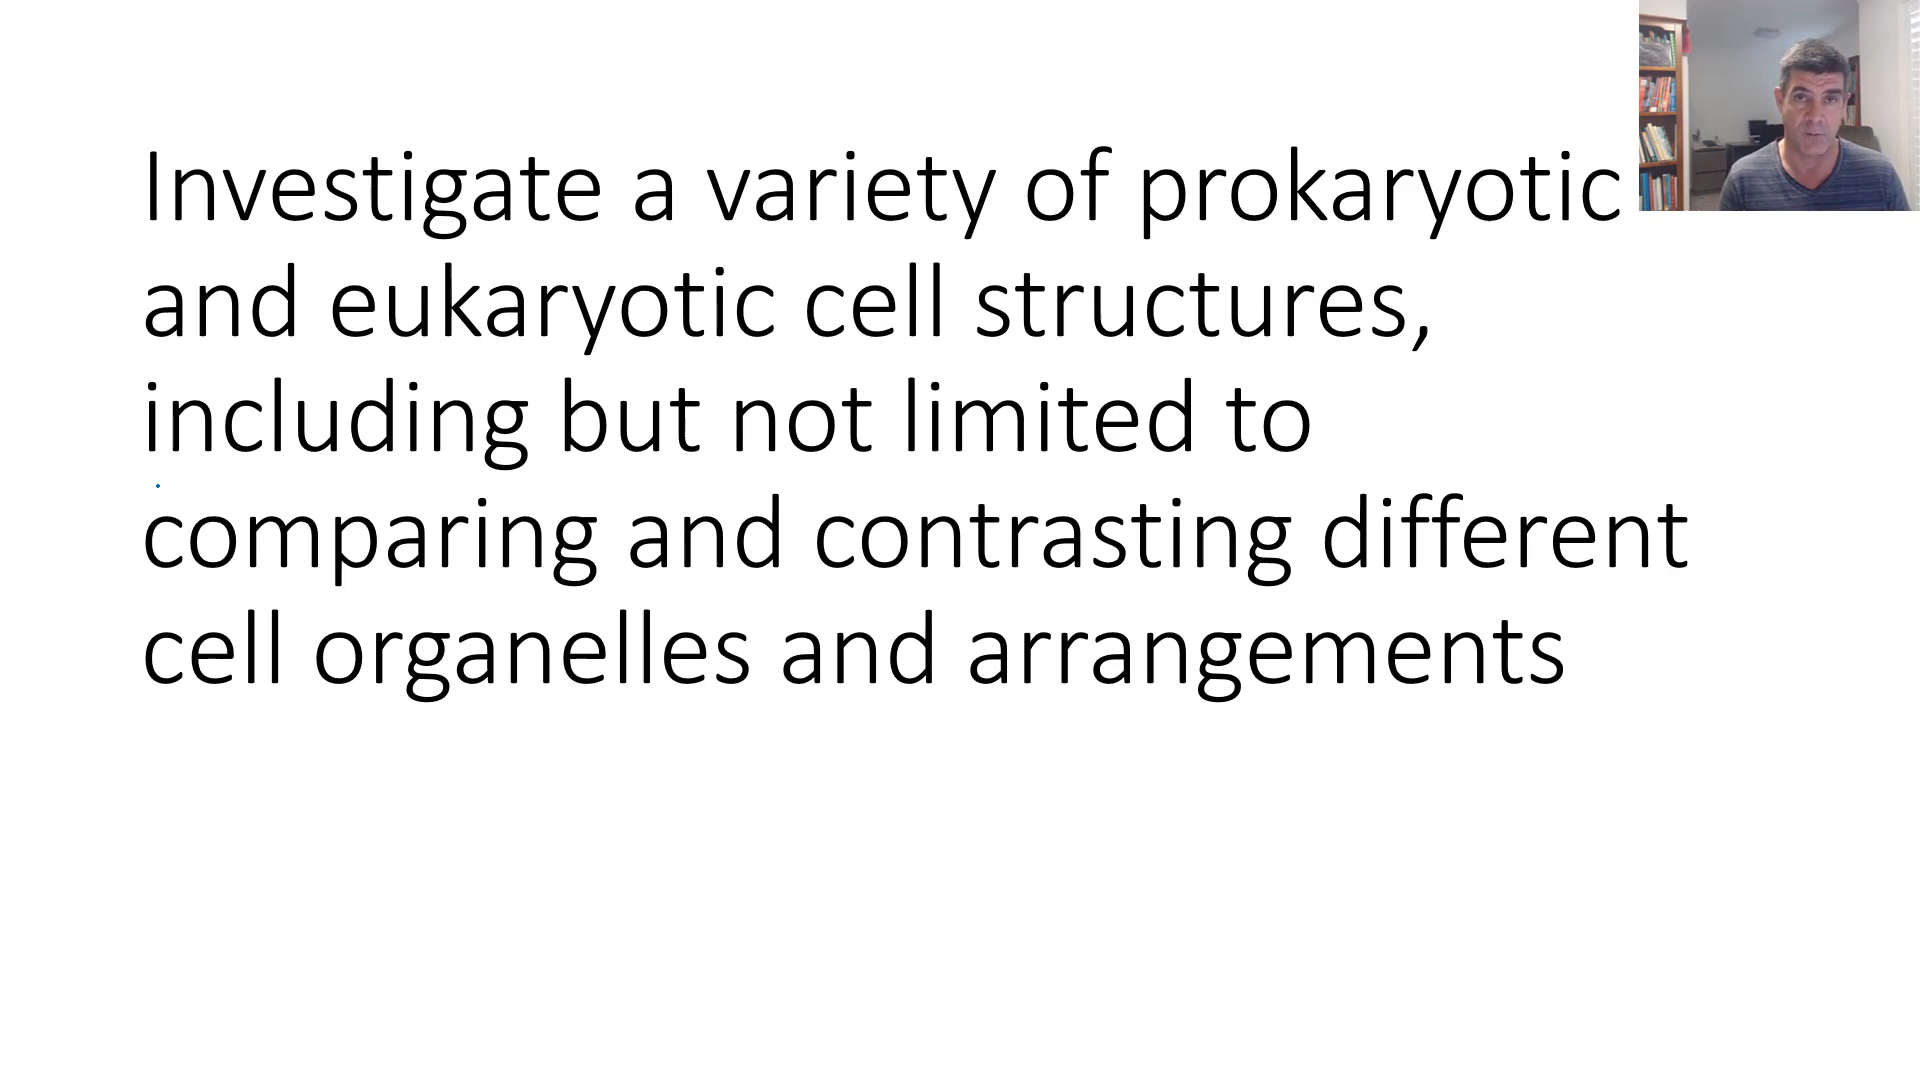 Investigate a variety of prokaryotic
and eukaryotic cell structures,
including but not limited to
comparing and contrasting different
cell organelles and arrangements